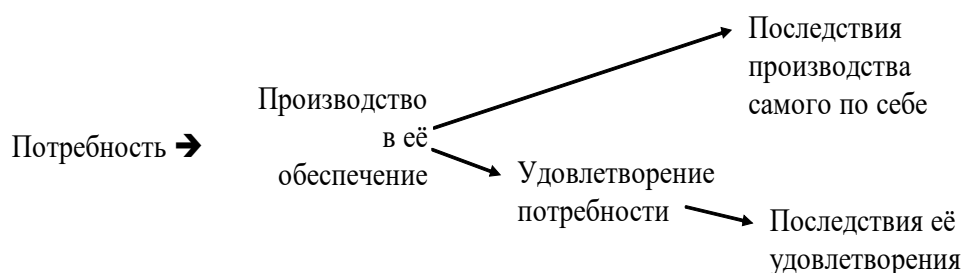 Потребность ➔
Производство
в её
обеспечение
Последствия
производства
самого по себе
Удовлетворение
потребности
Последствия её
удовлетворения